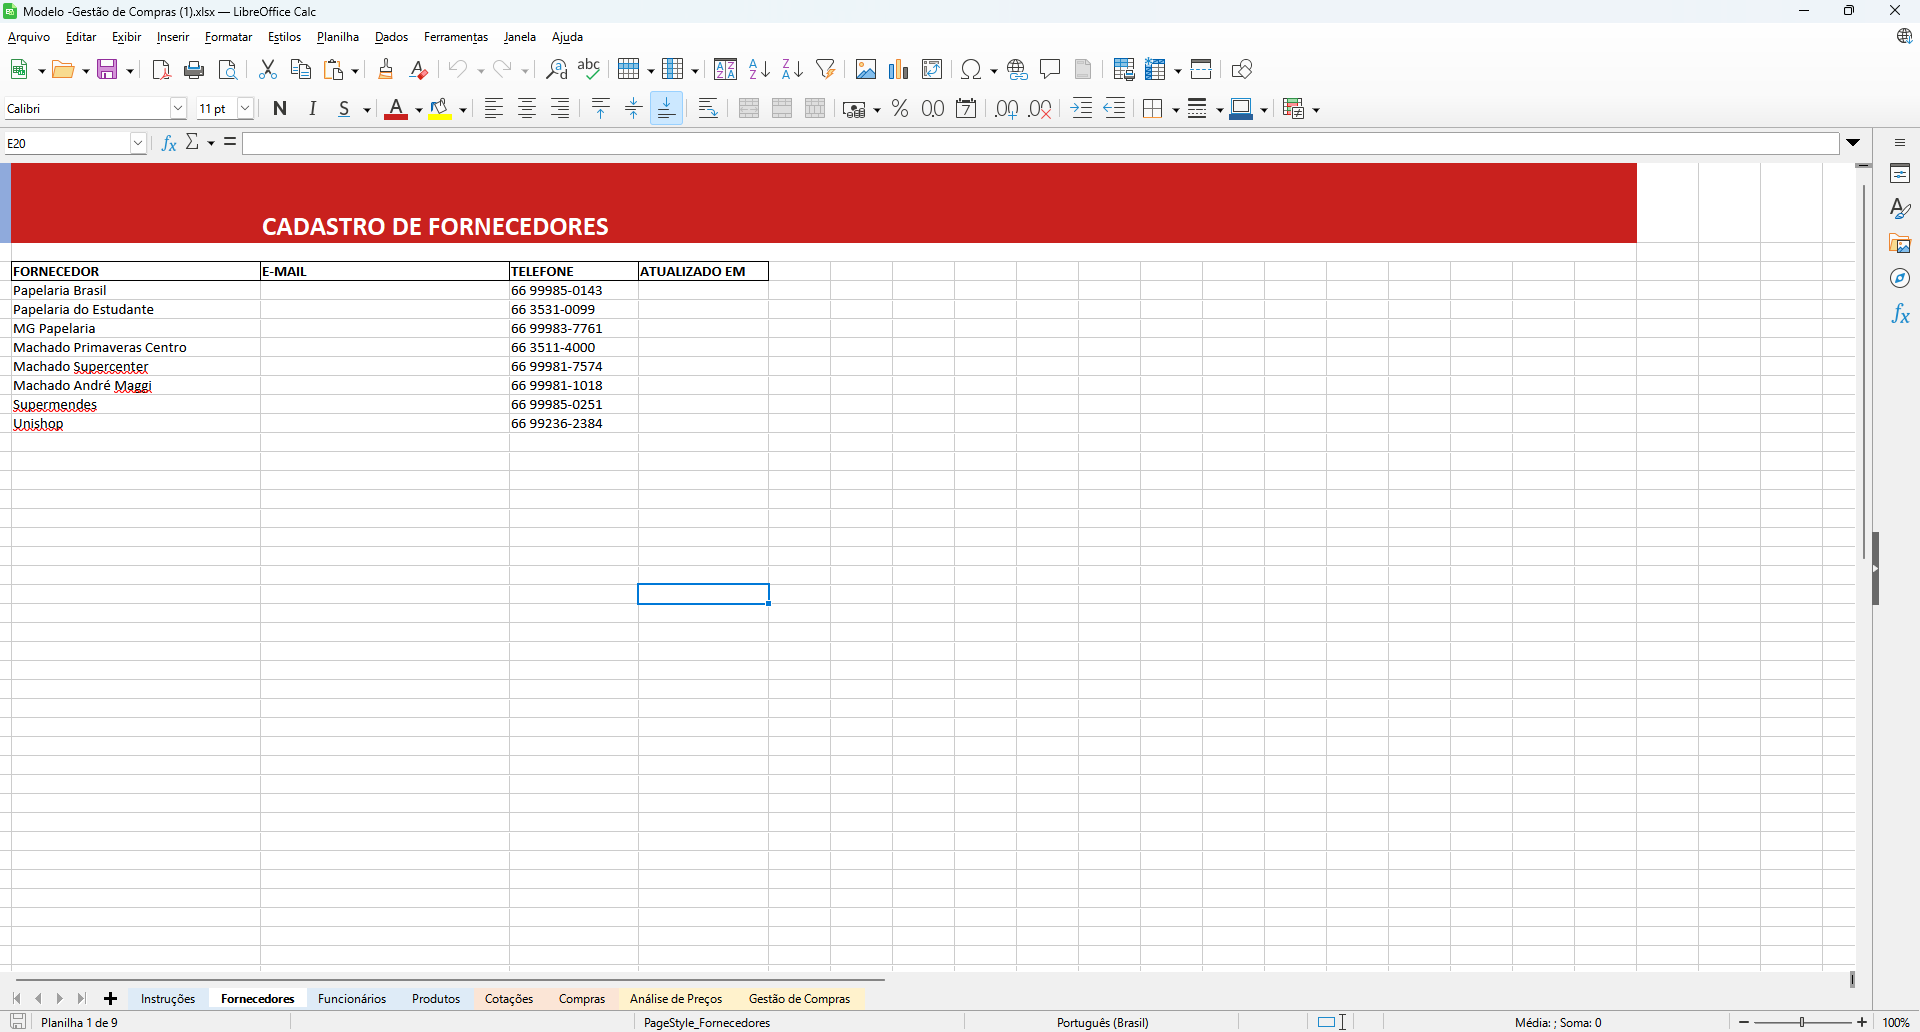 Modelo -Gestão de Compras (1).xlsx — LibreOffice Calc
Arquivo Editar Exibir Inserir Formatar Estilos Planilha Dados Ferramentas Janela Ajuda
Calibri 11 pt N I S
E20
CADASTRO DE FORNECEDORES
FORNECEDOR E-MAIL TELEFONE ATUALIZADO EM
Papelaria Brasil 66 99985-0143
Papelaria do Estudante 66 3531-0099
MG Papelaria 66 99983-7761
Machado Primaveras Centro 66 3511-4000
Machado Supercenter 66 99981-7574
Machado André Maggi 66 99981-1018
Supermendes 66 99985-0251
Unishop 66 99236-2384
Instruções Fornecedores Funcionários Produtos Cotações Compras Análise de Preços Gestão de Compras
Planilha 1 de 9 PageStyle_Fornecedores Português (Brasil) Média: ; Soma: 0 100%